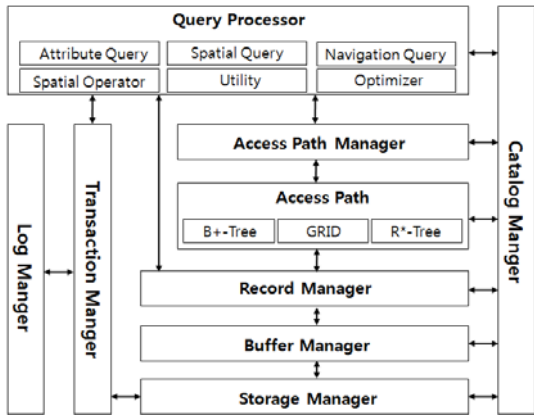 Query Processor
Attribute Query
Spatial Query
Navigation Query
Spatial Operator
Utility
Optimizer
Log Manger
Transaction Manger
Access Path Manager
Access Path
B+-Tree
GRID
R*-Tree
Record Manager
Buffer Manager
Storage Manager
Catalog Manger